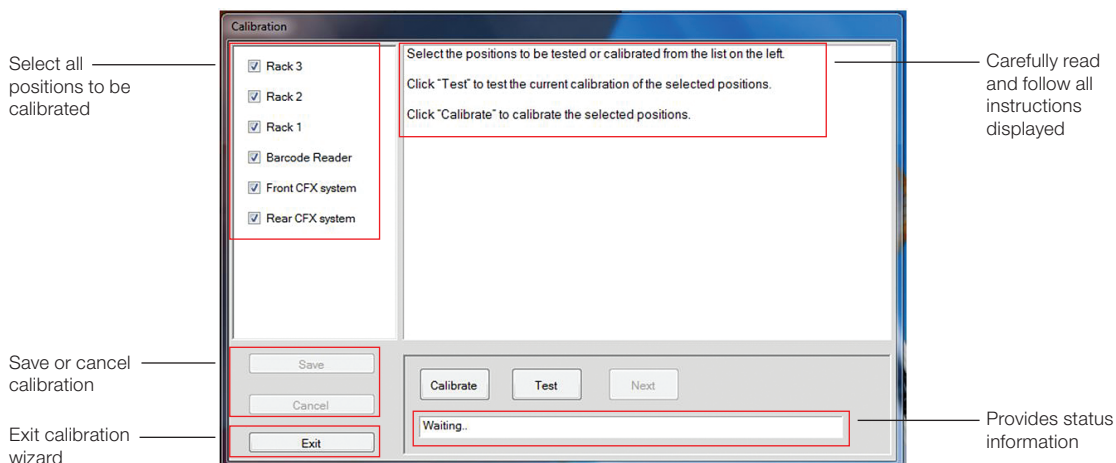 Calibration
Select all
positions to be
calibrated
Rack 3
Rack 2
Rack 1
Barcode Reader
Front CFX system
Rear CFX system
Select the positions to be tested or calibrated from the list on the left.
Click "Test" to test the current calibration of the selected positions.
Click "Calibrate" to calibrate the selected positions.
Carefully read
and follow all
instructions
displayed
Save or cancel
calibration
Save
Cancel
Exit calibration
wizard
Exit
Calibrate
Test
Next
Waiting..
Provides status
information